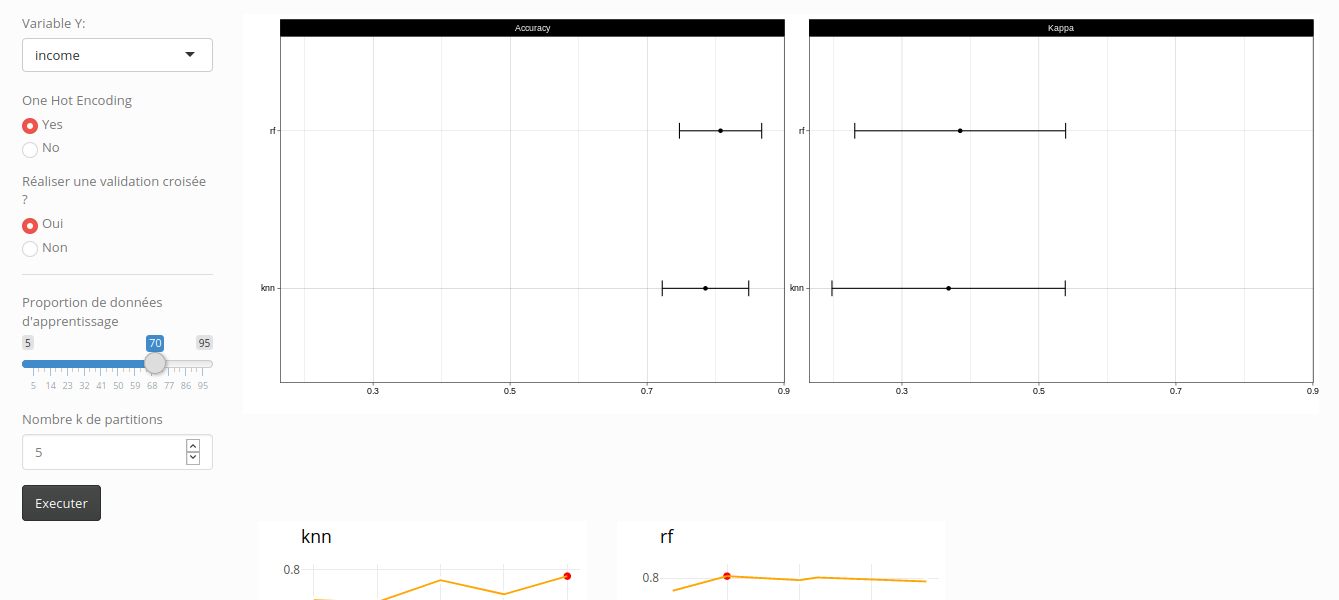 Variable Y:
income
One Hot Encoding
Yes
No
Réaliser une validation croisée
?
Oui
Non
Proportion de données
d'apprentissage
5 70 95
5 14 23 32 41 50 59 68 77 86 95
Nombre k de partitions
5
Executer
Accuracy
rf
knn
0.3 0.5 0.7 0.9
Kappa
rf
knn
0.3 0.5 0.7 0.9
knn
0.8
rf
0.8